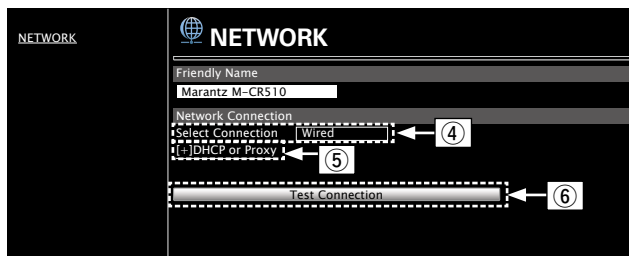 NETWORK
NETWORK
Friendly Name
Marantz M-CR510
Network Connection
Select Connection Wired ④
[+]DHCP or Proxy ⑤
Test Connection ⑥